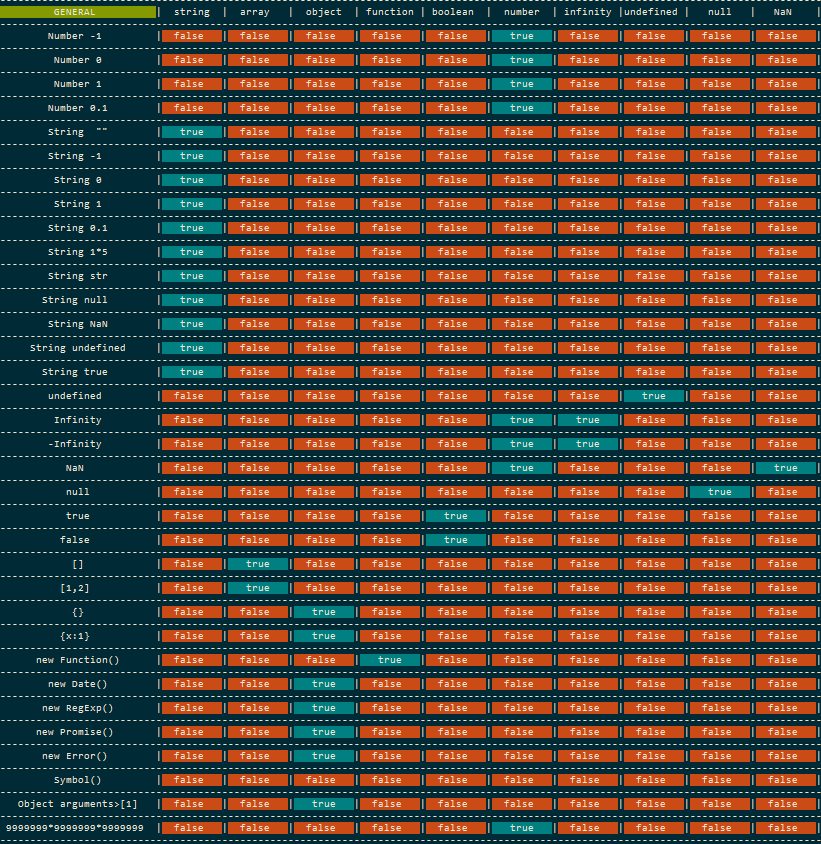 GENERAL | string | array | object | function | boolean | number | infinity |undefined | null | NaN |
Number -1 | false | false | false | false | false | true | false | false | false | false |
Number 0 | false | false | false | false | false | true | false | false | false | false |
Number 1 | false | false | false | false | false | true | false | false | false | false |
Number 0.1 | false | false | false | false | false | true | false | false | false | false |
String "" | true | false | false | false | false | false | false | false | false | false |
String -1 | true | false | false | false | false | false | false | false | false | false |
String 0 | true | false | false | false | false | false | false | false | false | false |
String 1 | true | false | false | false | false | false | false | false | false | false |
String 0.1 | true | false | false | false | false | false | false | false | false | false |
String 1*5 | true | false | false | false | false | false | false | false | false | false |
String str | true | false | false | false | false | false | false | false | false | false |
String null | true | false | false | false | false | false | false | false | false | false |
String NaN | true | false | false | false | false | false | false | false | false | false |
String undefined | true | false | false | false | false | false | false | false | false | false |
String true | true | false | false | false | false | false | false | false | false | false |
undefined | false | false | false | false | false | false | false | true | false | false |
Infinity | false | false | false | false | false | true | true | false | false | false |
-Infinity | false | false | false | false | false | true | true | false | false | false |
NaN | false | false | false | false | false | true | false | false | false | true |
null | false | false | false | false | false | false | false | false | true | false |
true | false | false | false | false | true | false | false | false | false | false |
false | false | false | false | false | true | false | false | false | false | false |
[] | false | true | false | false | false | false | false | false | false | false |
[1,2] | false | true | false | false | false | false | false | false | false | false |
{} | false | false | true | false | false | false | false | false | false | false |
{x:1} | false | false | true | false | false | false | false | false | false | false |
new Function() | false | false | false | true | false | false | false | false | false | false |
new Date() | false | false | true | false | false | false | false | false | false | false |
new RegExp() | false | false | true | false | false | false | false | false | false | false |
new Promise() | false | false | true | false | false | false | false | false | false | false |
new Error() | false | false | true | false | false | false | false | false | false | false |
Symbol() | false | false | false | false | false | false | false | false | false | false |
Object arguments>[1] | false | false | true | false | false | false | false | false | false | false |
9999999*9999999*9999999 | false | false | false | false | false | true | false | false | false | false |